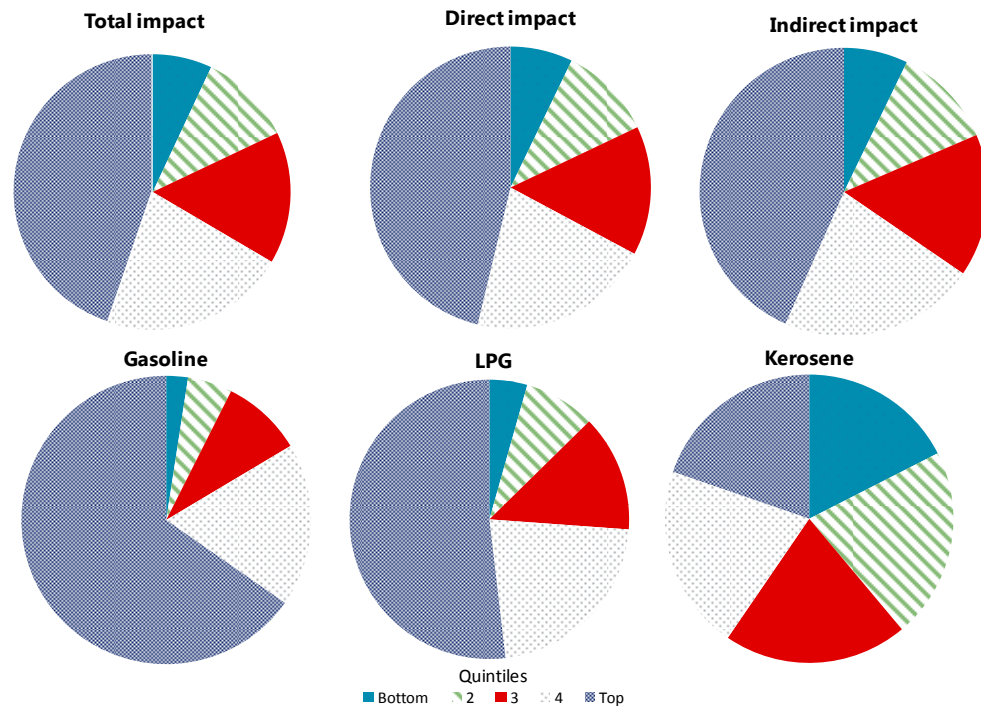 Total impact
Direct impact
Indirect impact
Gasoline
LPG
Kerosene
Quintiles
Bottom 2 3 4 Top